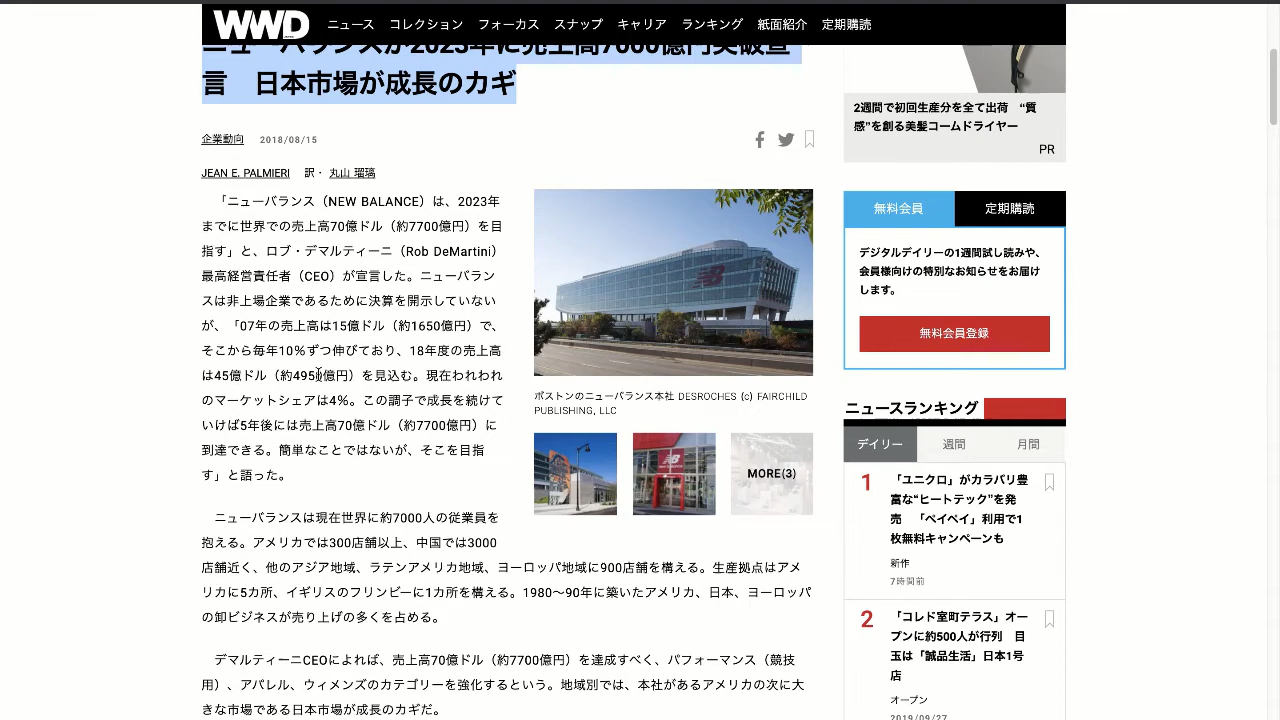 WWD JAPAN
ニュース コレクション フォーカス スナップ キャリア ランキング 紙面紹介 定期購読
ニューバランスが2023年に売上高7000億円突破宣
言　日本市場が成長のカギ
企業動向 2018/08/15
JEAN E. PALMIERI 訳・ 丸山 瑠璃
「ニューバランス（NEW BALANCE）は、2023年
までに世界での売上高70億ドル（約7700億円）を目
指す」と、ロブ・デマルティーニ（Rob DeMartini）
最高経営責任者（CEO）が宣言した。ニューバラン
スは非上場企業であるために決算を開示していない
が、「07年の売上高は15億ドル（約1650億円）で、
そこから毎年10%ずつ伸びており、18年度の売上高
は45億ドル（約495億円）を見込む。現在われわれ
のマーケットシェアは4%。この調子で成長を続けて
いけば5年後には売上高70億ドル（約7700億円）に
到達できる。簡単なことではないが、そこを目指
す」と語った。
ボストンのニューバランス本社 DESROCHES (c) FAIRCHILD
PUBLISHING, LLC
MORE(3)
ニューバランスは現在世界に約7000人の従業員を
抱える。アメリカでは300店舗以上、中国では3000
店舗近く、他のアジア地域、ラテンアメリカ地域、ヨーロッパ地域に900店舗を構える。生産拠点はアメ
リカに5カ所、イギリスのフリンビーに1カ所を構える。1980〜90年に築いたアメリカ、日本、ヨーロッパ
の卸ビジネスが売り上げの多くを占める。
デマルティーニCEOによれば、売上高70億ドル（約7700億円）を達成すべく、パフォーマンス（競技
用）、アパレル、ウィメンズのカテゴリーを強化するという。地域別では、本社があるアメリカの次に大
きな市場である日本市場が成長のカギだ。
2週間で初回生産分を全て出荷　“質
感”を創る美髪コームドライヤー
PR
無料会員 定期購読
デジタルデイリーの1週間試し読みや、
会員様向けの特別なお知らせをお届け
します。
無料会員登録
ニュースランキング
デイリー 週間 月間
1 「ユニクロ」がカラバリ豊
富な“ヒートテック”を発
売　「ペイペイ」利用で1
枚無料キャンペーンも
新作
7時間前
2 「コレド室町テラス」オー
プンに約500人が行列　目
玉は「誠品生活」日本1号
店
オープン
2019/09/27